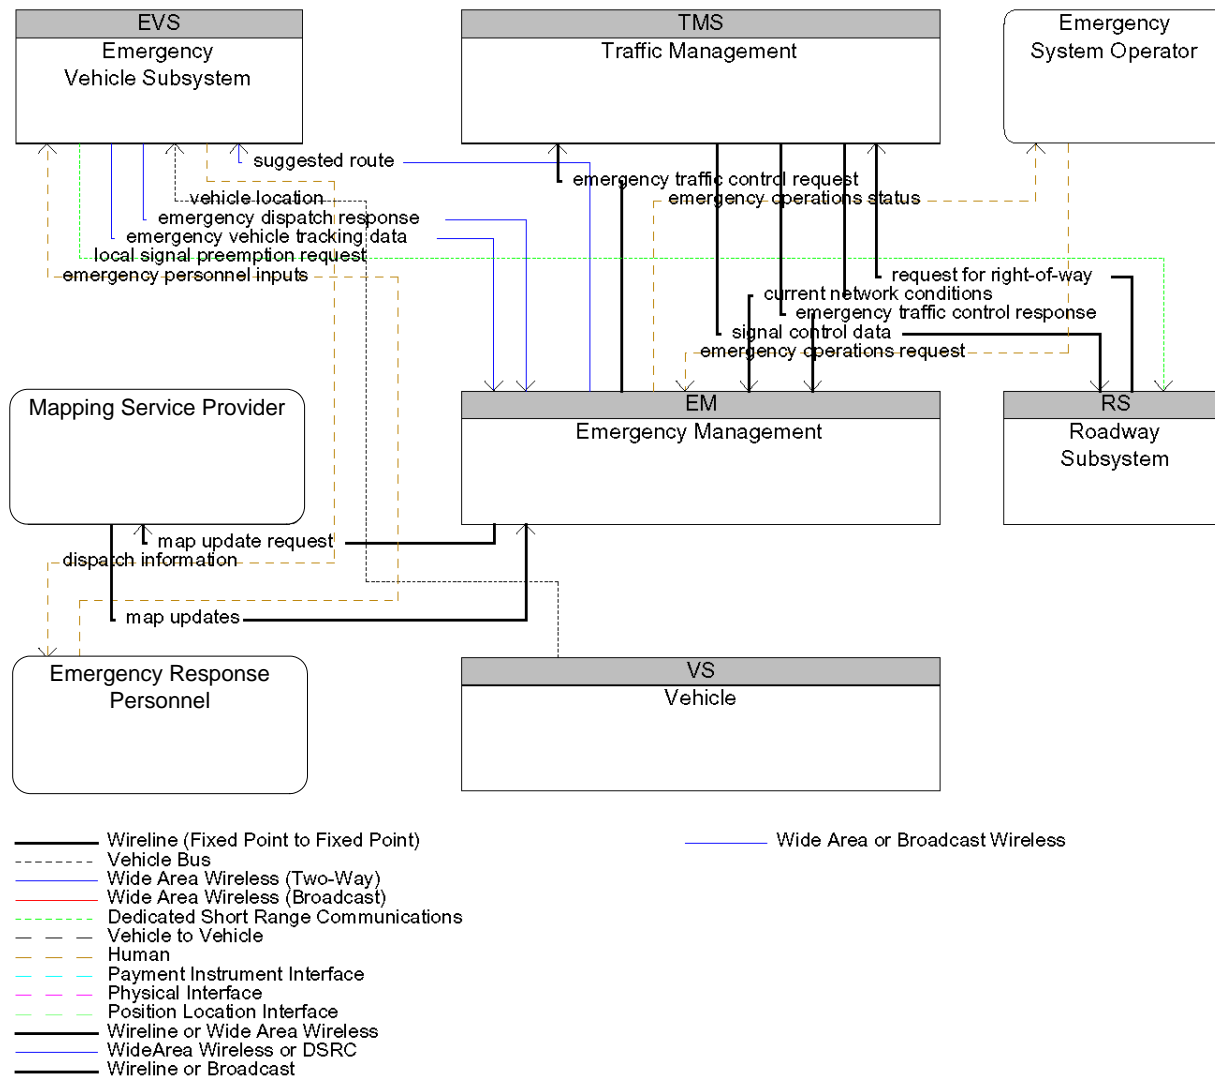 EVS
Emergency
Vehicle Subsystem
TMS
Traffic Management
Emergency
System Operator
suggested route
emergency traffic control request
vehicle location
emergency operations status
emergency dispatch response
emergency vehicle tracking data
local signal preemption request
emergency personnel inputs
request for right-of-way
current network conditions
emergency traffic control response
signal control data
emergency operations request
Mapping Service Provider
EM
Emergency Management
RS
Roadway
Subsystem
map update request
dispatch information
map updates
Emergency Response
Personnel
VS
Vehicle
Wireline (Fixed Point to Fixed Point)
Vehicle Bus
Wide Area Wireless (Two-Way)
Wide Area Wireless (Broadcast)
Dedicated Short Range Communications
Vehicle to Vehicle
Human
Payment Instrument Interface
Physical Interface
Position Location Interface
Wireline or Wide Area Wireless
WideArea Wireless or DSRC
Wireline or Broadcast
Wide Area or Broadcast Wireless